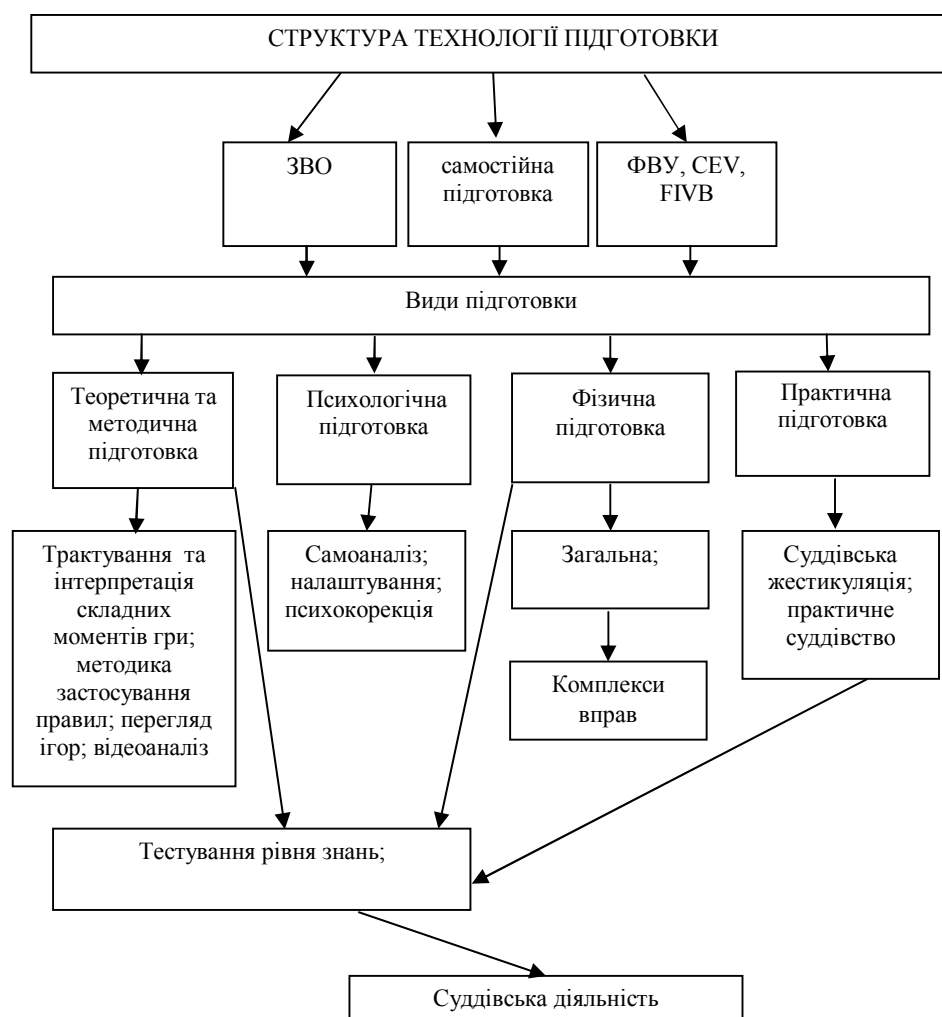 СТРУКТУРА ТЕХНОЛОГІЇ ПІДГОТОВКИ
ЗВО
самостійна
підготовка
ФВУ, CEV,
FIVB
Види підготовки
Теоретична та
методична
підготовка
Психологічна
підготовка
Фізична
підготовка
Практична
підготовка
Трактування та
інтерпретація
складних
моментів гри;
методика
застосування
правил; перегляд
ігор; відеоаналіз
Самоаналіз;
налаштування;
психокорекція
Загальна;
Суддівська
жестикуляція;
практичне
суддівство
Комплекси
вправ
Тестування рівня знань;
Суддівська діяльність